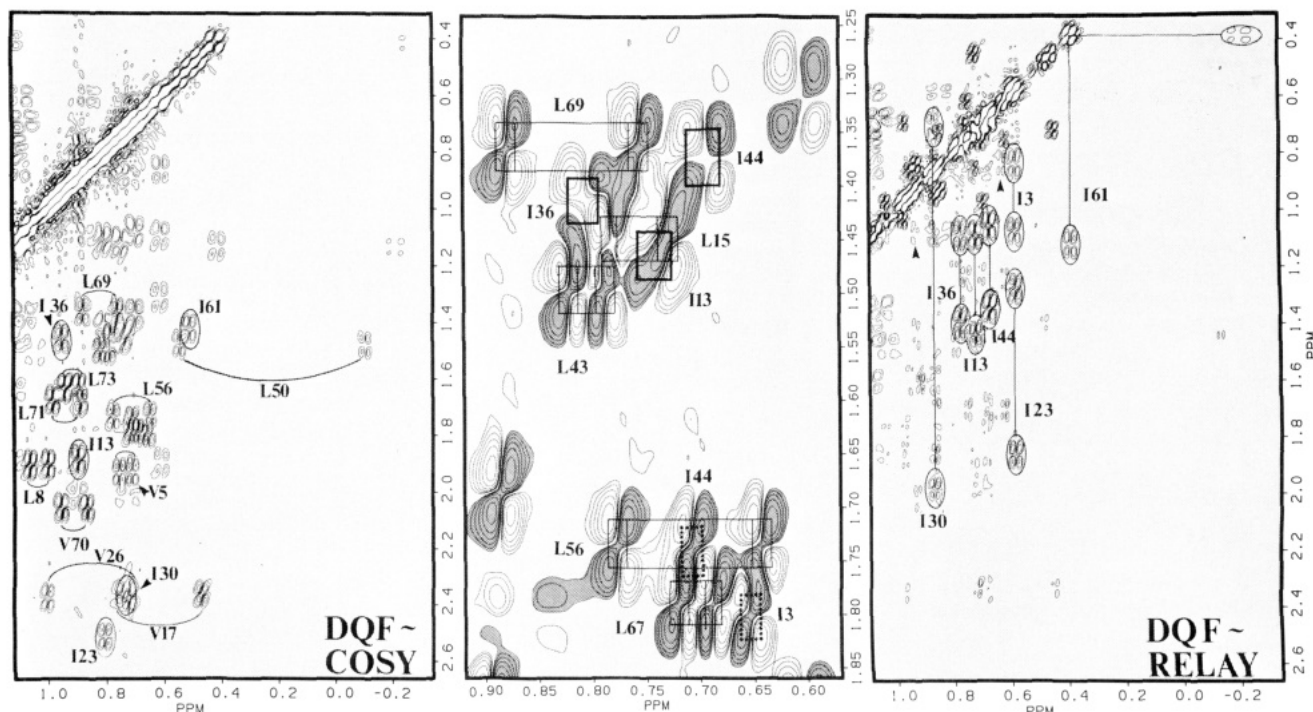 0.4
0.6
0.8
1.0
1.2
1.4
1.6
1.8
2.0
2.2
2.4
2.6
PPM
L69
I 36
I61
L73
L56
L50
L71
I13
L8
V5
V70
V26
I30
V17
I23
DQF~
COSY
1.0 0.8 0.6 0.4 0.2 0.0 -0.2
PPM
1.25
1.30
1.35
1.40
1.45
1.50
1.55
1.60
1.65
1.70
1.75
1.80
1.85
L69
I44
I36
L15
I13
L43
I44
L56
I3
L67
0.90 0.85 0.80 0.75 0.70 0.65 0.60
PPM
0.4
0.6
0.8
1.0
1.2
1.4
1.6
1.8
2.0
2.2
2.4
2.6
PPM
I3
I61
I36
I44
I13
I23
I30
DQF~
RELAY
1.0 0.8 0.6 0.4 0.2 0.0 -0.2
PPM